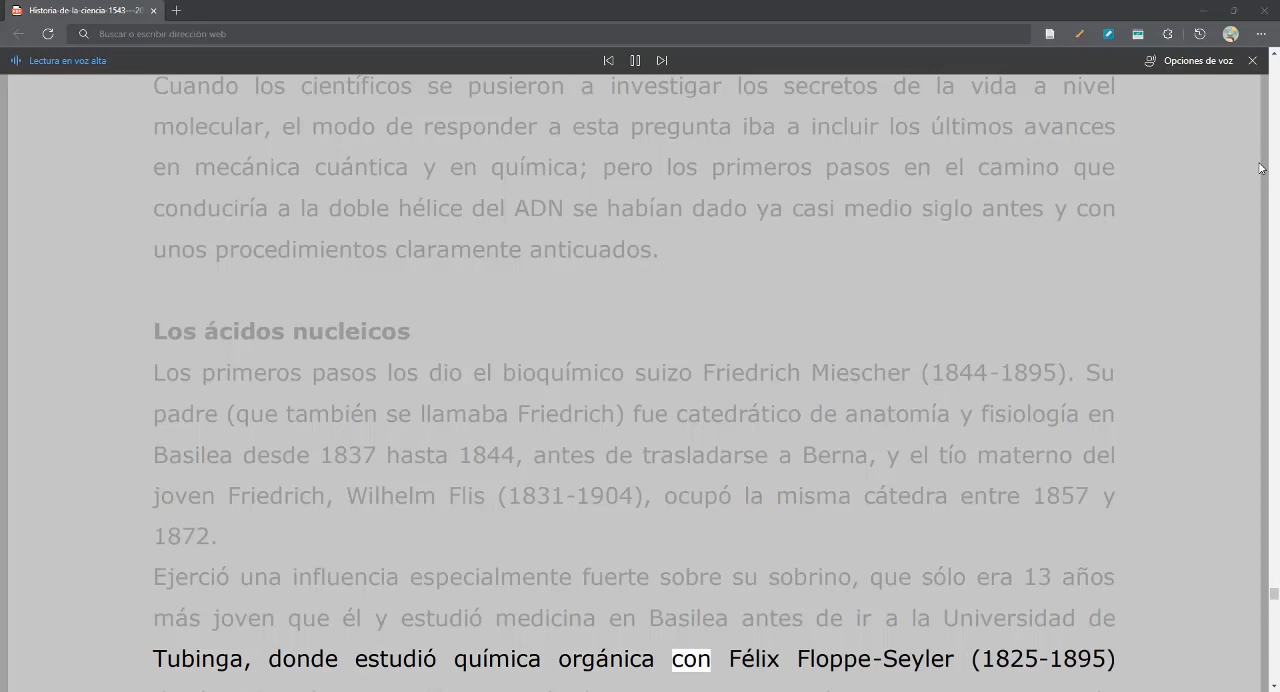 Historia-de-la-ciencia-1543---20
Buscar o escribir dirección web
Lectura en voz alta
Opciones de voz
Cuando los científicos se pusieron a investigar los secretos de la vida a nivel
molecular, el modo de responder a esta pregunta iba a incluir los últimos avances
en mecánica cuántica y en química; pero los primeros pasos en el camino que
conduciría a la doble hélice del ADN se habían dado ya casi medio siglo antes y con
unos procedimientos claramente anticuados.
Los ácidos nucleicos
Los primeros pasos los dio el bioquímico suizo Friedrich Miescher (1844-1895). Su
padre (que también se llamaba Friedrich) fue catedrático de anatomía y fisiología en
Basilea desde 1837 hasta 1844, antes de trasladarse a Berna, y el tío materno del
joven Friedrich, Wilhelm Flis (1831-1904), ocupó la misma cátedra entre 1857 y
1872.
Ejerció una influencia especialmente fuerte sobre su sobrino, que sólo era 13 años
más joven que él y estudió medicina en Basilea antes de ir a la Universidad de
Tubinga, donde estudió química orgánica con Félix Floppe-Seyler (1825-1895)